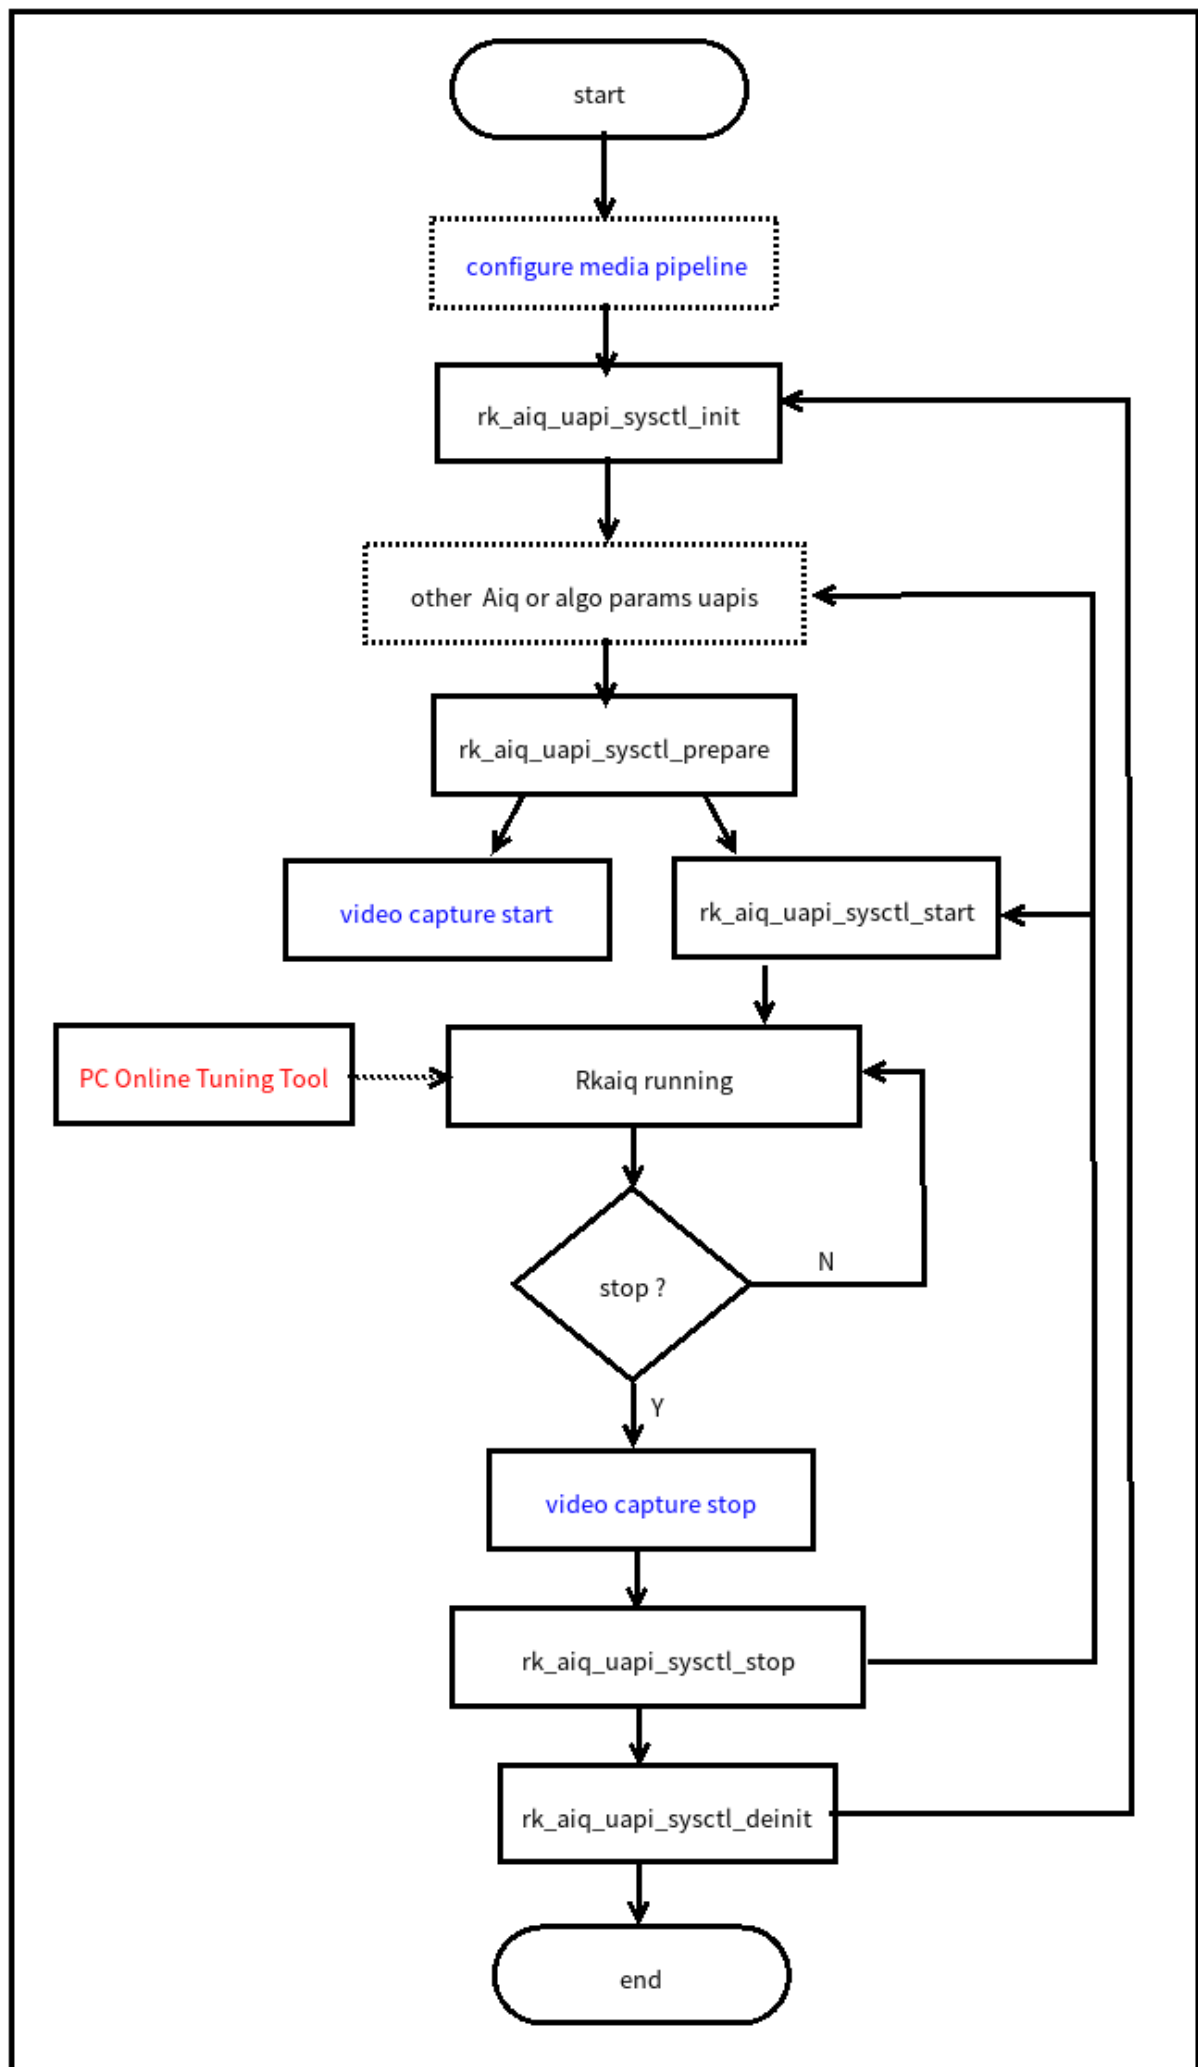 start
configure media pipeline
rk_aiq_uapi_sysctl_init
other Aiq or algo params uapis
rk_aiq_uapi_sysctl_prepare
video capture start
rk_aiq_uapi_sysctl_start
PC Online Tuning Tool
Rkaiq running
stop ?
N
Y
video capture stop
rk_aiq_uapi_sysctl_stop
rk_aiq_uapi_sysctl_deinit
end